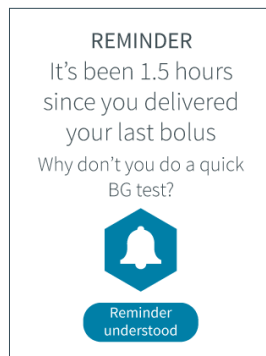 REMINDER
It’s been 1.5 hours
since you delivered
your last bolus
Why don’t you do a quick
BG test?
Reminder
understood